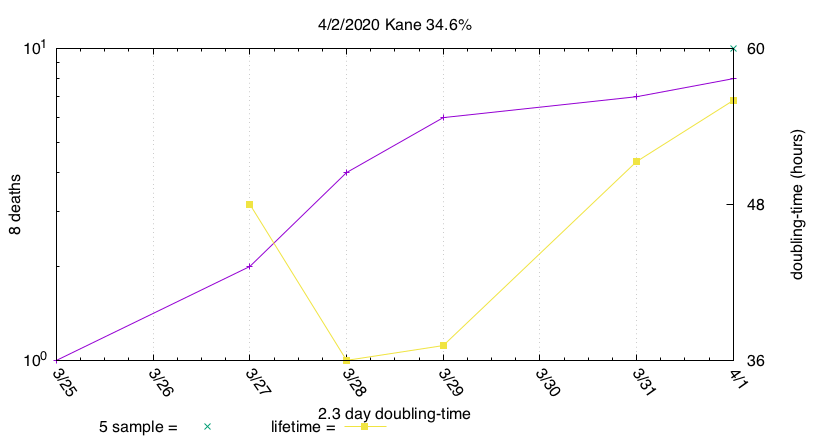 4/2/2020 Kane 34.6%
10¹
10⁰
8 deaths
60
48
36
doubling-time (hours)
3/25 3/26 3/27 3/28 3/29 3/30 3/31 4/1
2.3 day doubling-time
5 sample = lifetime =